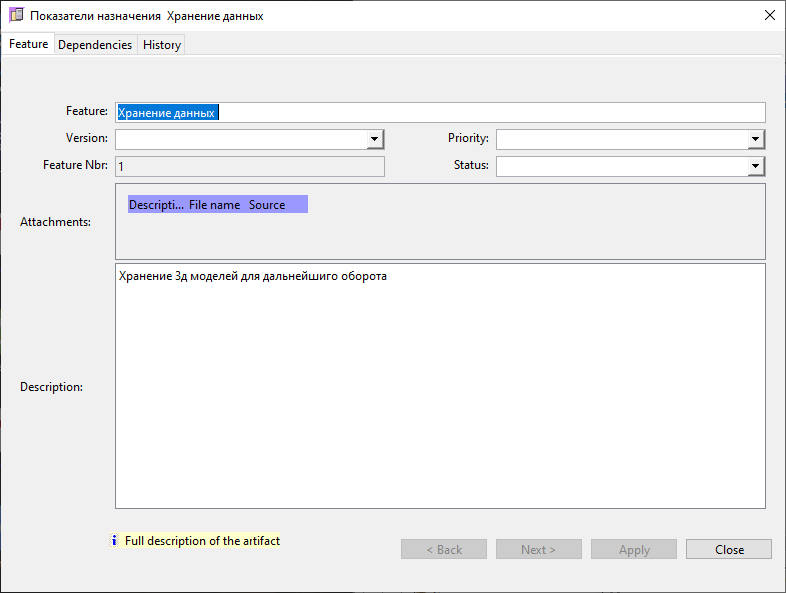 Показатели назначения Хранение данных
Feature Dependencies History
Feature: Хранение данных
Version: Priority:
Feature Nbr: 1 Status:
Attachments:
Descripti... File name Source
Хранение 3д моделей для дальнейшиго оборота
Description:
Full description of the artifact
< Back Next > Apply Close